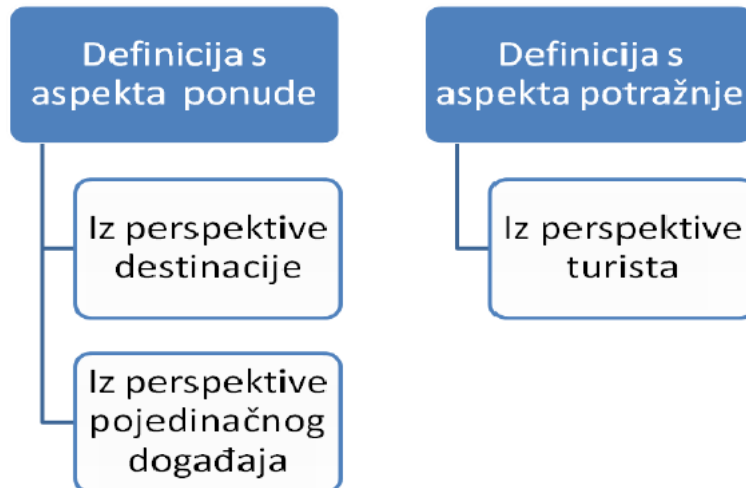 Definicija s
aspekta ponude
Iz perspektive
destinacije
Iz perspektive
pojedinačnog
događaja
Definicija s
aspekta potražnje
Iz perspektive
turista